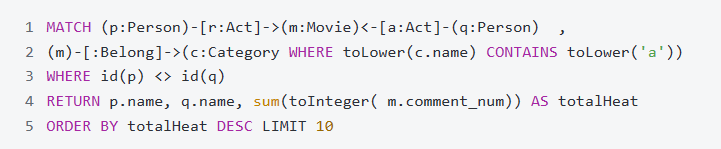 1 MATCH (p:Person)-[r:Act]->(m:Movie)<-[a:Act]-(q:Person)  ,
2 (m)-[:Belong]->(c:Category WHERE toLower(c.name) CONTAINS toLower('a'))
3 WHERE id(p) <> id(q)
4 RETURN p.name, q.name, sum(toInteger( m.comment_num)) AS totalHeat
5 ORDER BY totalHeat DESC LIMIT 10